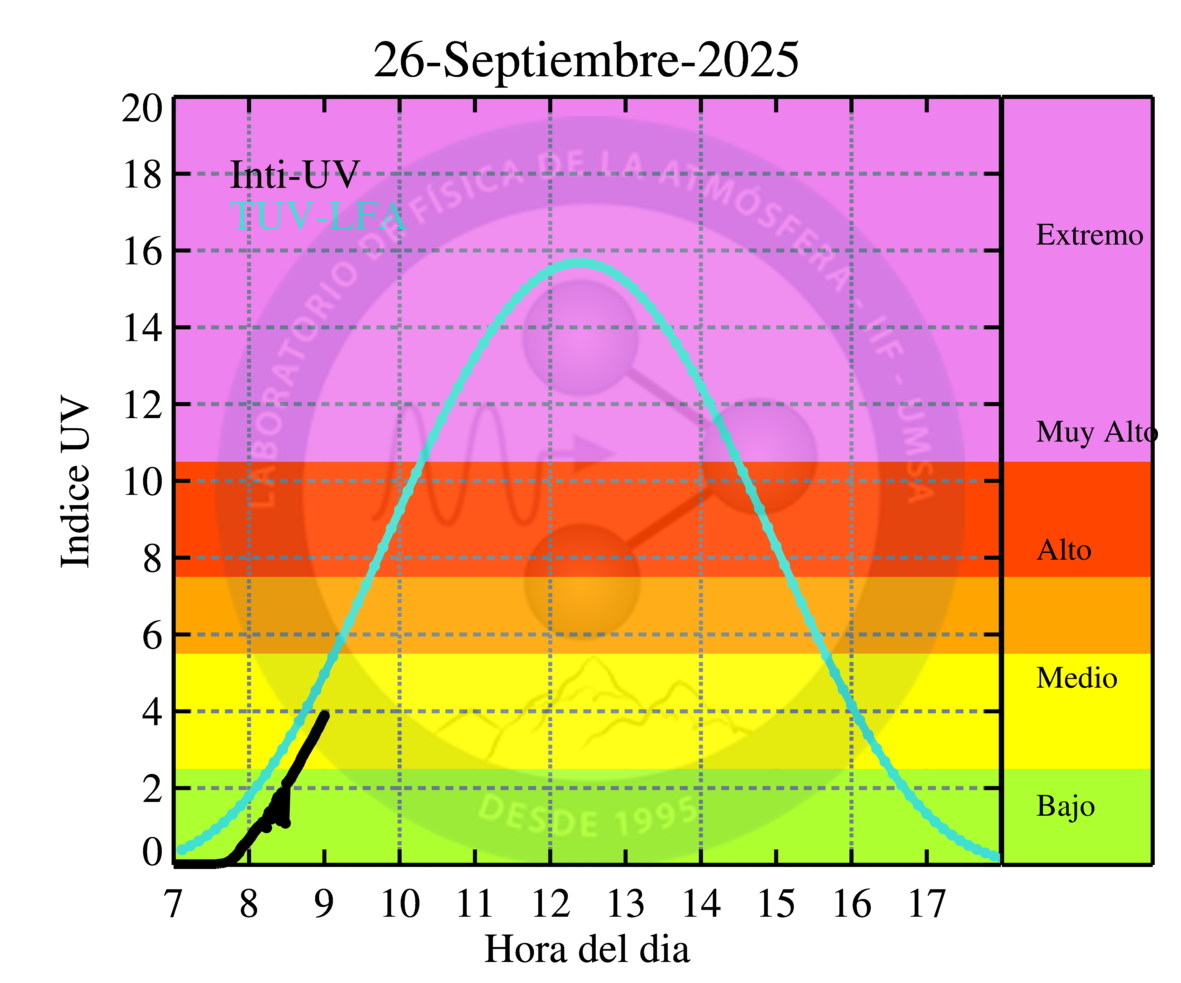 26-Septiembre-2025
20
18
16
14
12
10
8
6
4
2
0
Indice UV
Inti-UV
TUV-LFA
LABORATORIO DE FÍSICA DE LA ATMÓSFERA - IIF - UMSA
DESDE 1995
Extremo
Muy Alto
Alto
Medio
Bajo
7 8 9 10 11 12 13 14 15 16 17
Hora del dia